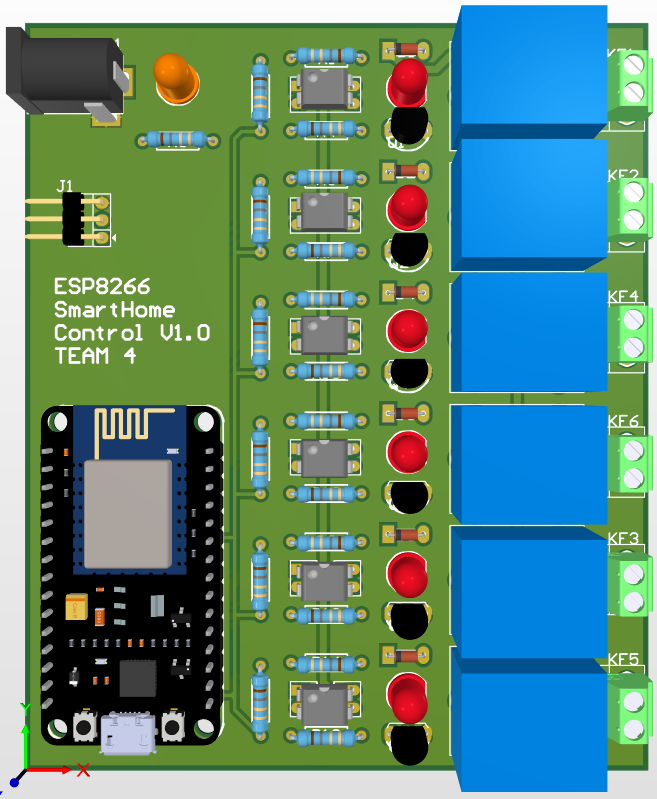 J1
KF2
ESP8266
SmartHome
Control V1.0
TEAM 4
KF4
KF6
KF3
KF5
Y
X